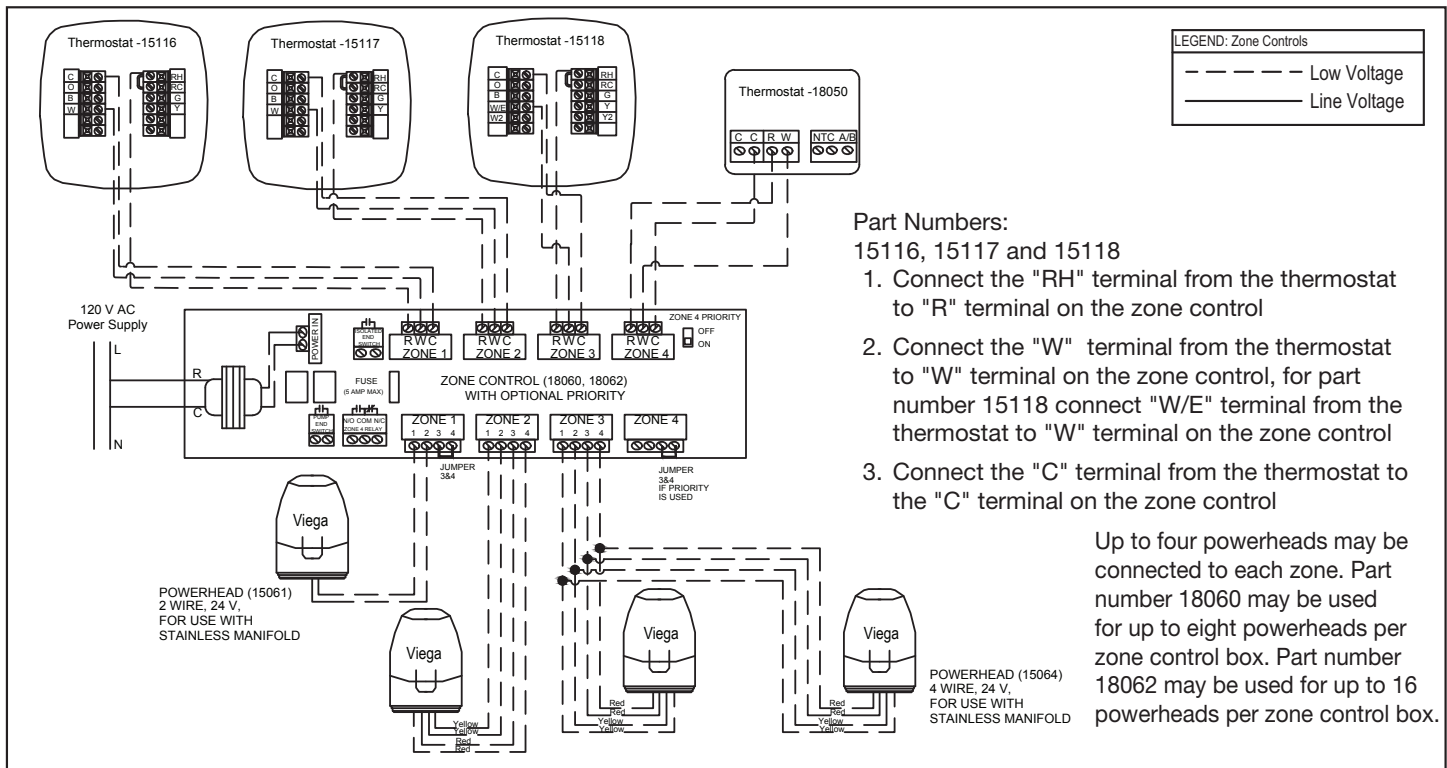 Thermostat -15116
C
O
B
W
RH
RC
G
Y
Thermostat -15117
C
O
B
W
RH
RC
G
Y
Thermostat -15118
C
O
B
W/E
W2
RH
RC
G
Y
Y2
Thermostat -18050
C C R W NTC A/B
LEGEND: Zone Controls
Low Voltage
Line Voltage
Part Numbers:
15116, 15117 and 15118
1. Connect the "RH" terminal from the thermostat
to "R" terminal on the zone control
2. Connect the "W" terminal from the thermostat
to "W" terminal on the zone control, for part
number 15118 connect "W/E" terminal from the
thermostat to "W" terminal on the zone control
3. Connect the "C" terminal from the thermostat to
the "C" terminal on the zone control
Up to four powerheads may be
connected to each zone. Part
number 18060 may be used
for up to eight powerheads per
zone control box. Part number
18062 may be used for up to 16
powerheads per zone control box.
120 V AC
Power Supply
L
R
C
N
POWER IN
ISOLATED
END
SWITCH
R W C
ZONE 1
R W C
ZONE 2
R W C
ZONE 3
R W C
ZONE 4
ZONE 4 PRIORITY
OFF
ON
FUSE
(5 AMP MAX)
ZONE CONTROL (18060, 18062)
WITH OPTIONAL PRIORITY
PUMP
END
SWITCH
N/O COM N/C
ZONE 4 RELAY
ZONE 1
1 2 3 4
ZONE 2
1 2 3 4
ZONE 3
1 2 3 4
ZONE 4
JUMPER
3&4
JUMPER
3&4
IF PRIORITY
IS USED
Viega
POWERHEAD (15061)
2 WIRE, 24 V,
FOR USE WITH
STAINLESS MANIFOLD
Viega
Yellow
Yellow
Red
Red
Viega
Red
Red
Yellow
Yellow
Viega
Red
Red
Yellow
Yellow
POWERHEAD (15064)
4 WIRE, 24 V,
FOR USE WITH
STAINLESS MANIFOLD